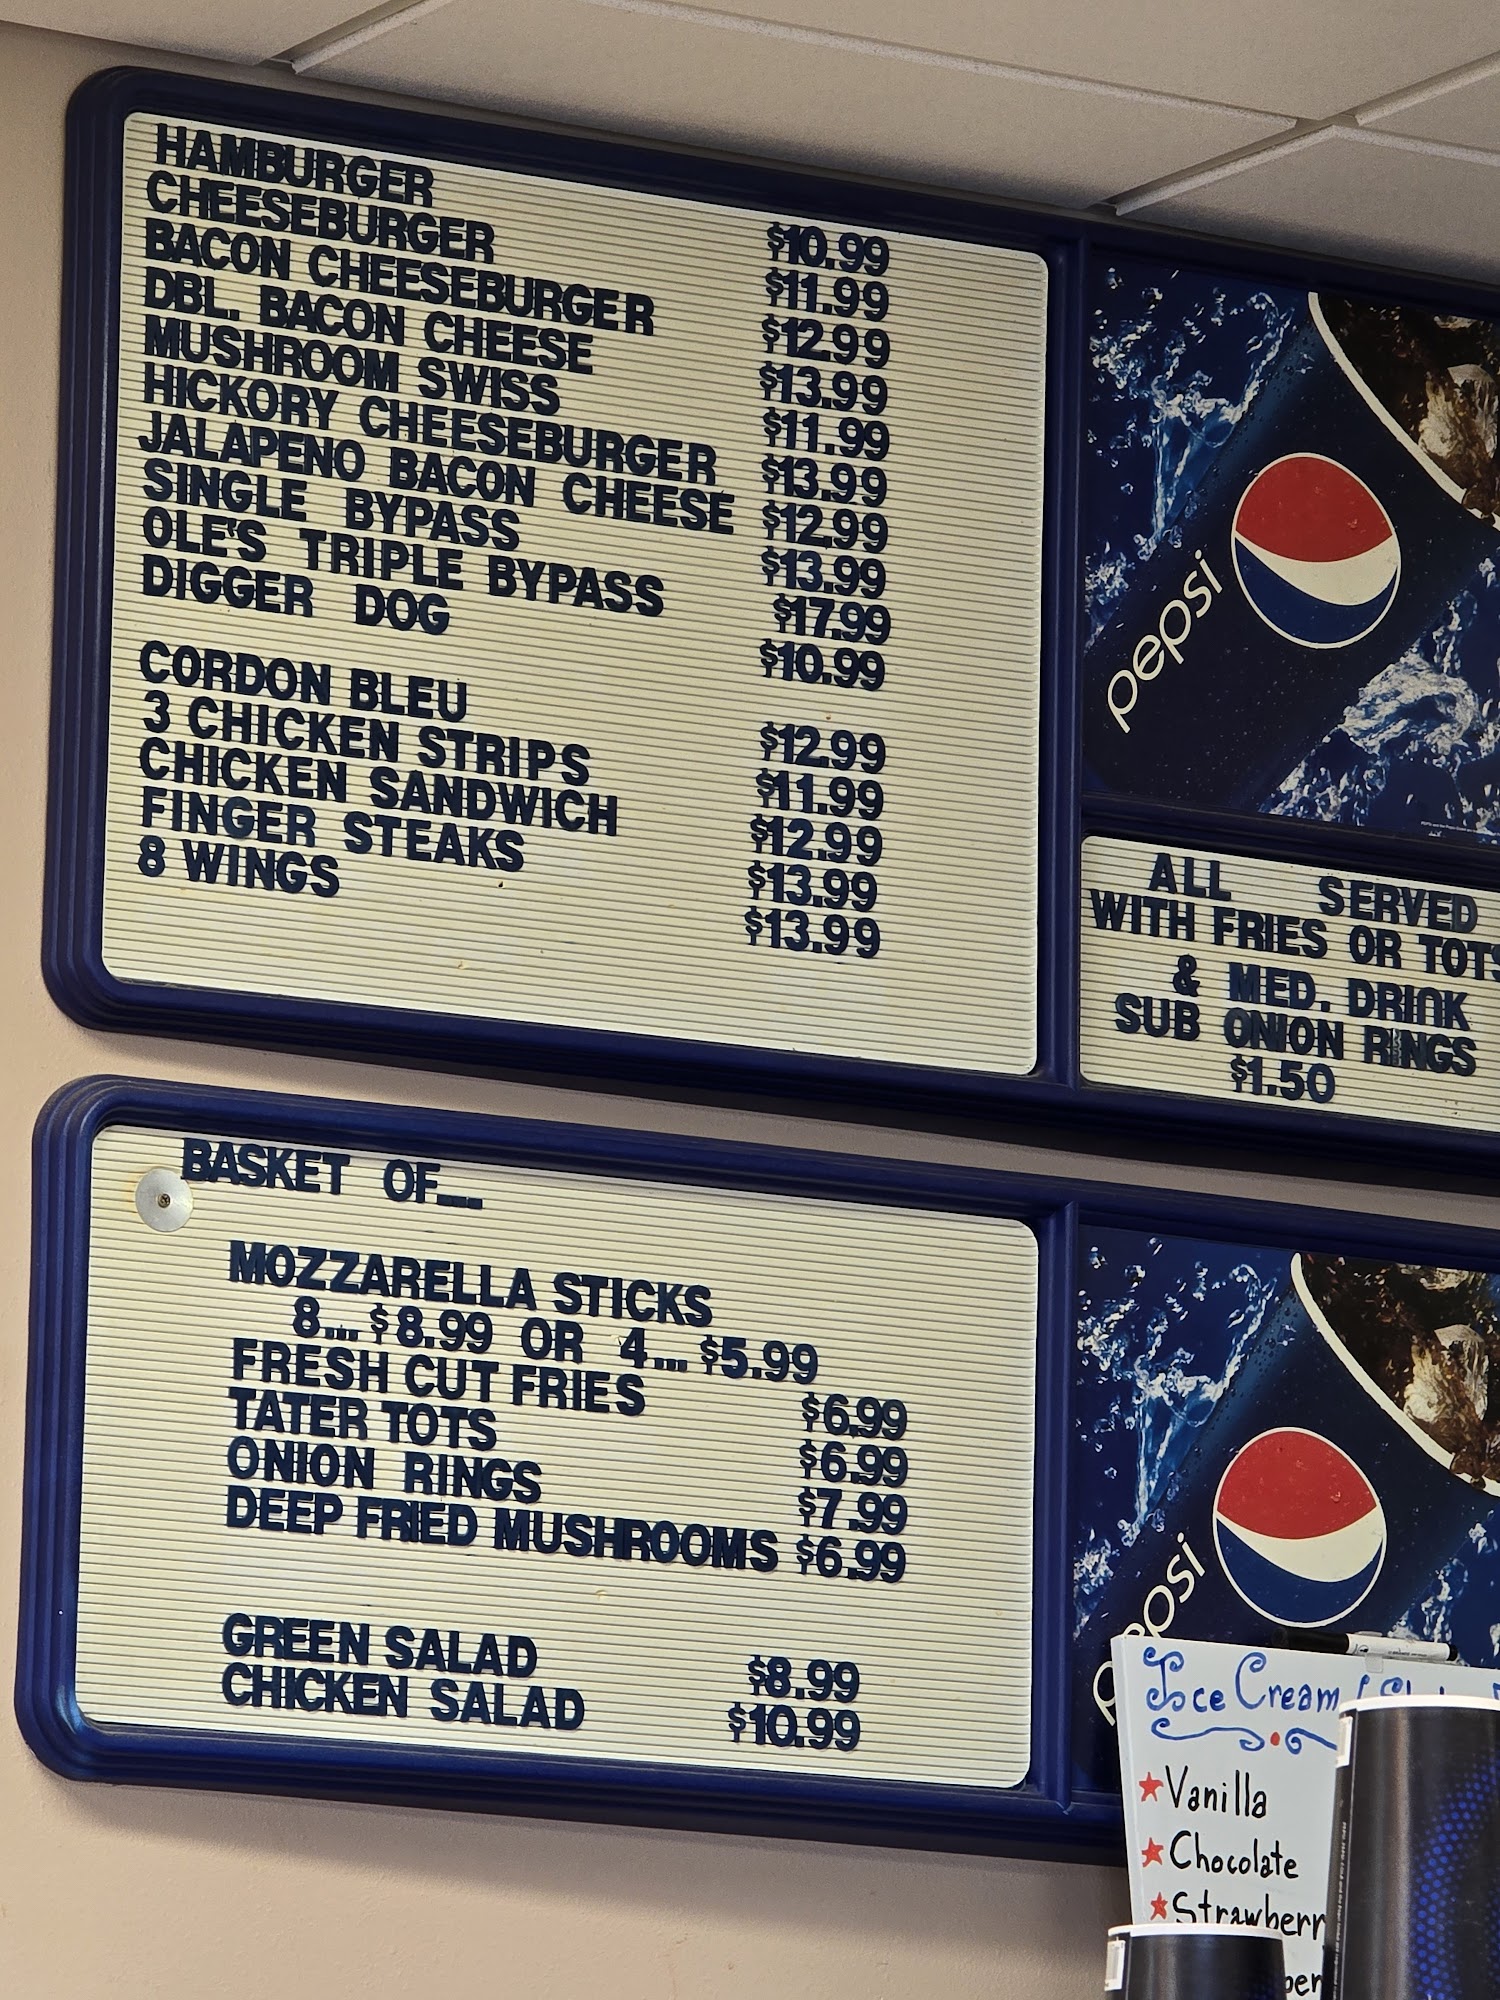 HAMBURGER $10.99
CHEESEBURGER $11.99
BACON CHEESEBURGER $12.99
DBL. BACON CHEESE $13.99
MUSHROOM SWISS $11.99
HICKORY CHEESEBURGER $13.99
JALAPENO BACON CHEESE $12.99
SINGLE BYPASS $13.99
OLE'S TRIPLE BYPASS $17.99
DIGGER DOG $10.99
CORDON BLEU $12.99
3 CHICKEN STRIPS $11.99
CHICKEN SANDWICH $12.99
FINGER STEAKS $13.99
8 WINGS $13.99
pepsi
ALL SERVED
WITH FRIES OR TOTS
& MED. DRINK
SUB ONION RINGS
$1.50
BASKET OF....
MOZZARELLA STICKS
8... $8.99 OR 4... $5.99
FRESH CUT FRIES $6.99
TATER TOTS $6.99
ONION RINGS $7.99
DEEP FRIED MUSHROOMS $6.99
GREEN SALAD $8.99
CHICKEN SALAD $10.99
pepsi
Ice Cream
Vanilla
Chocolate
Strawberr